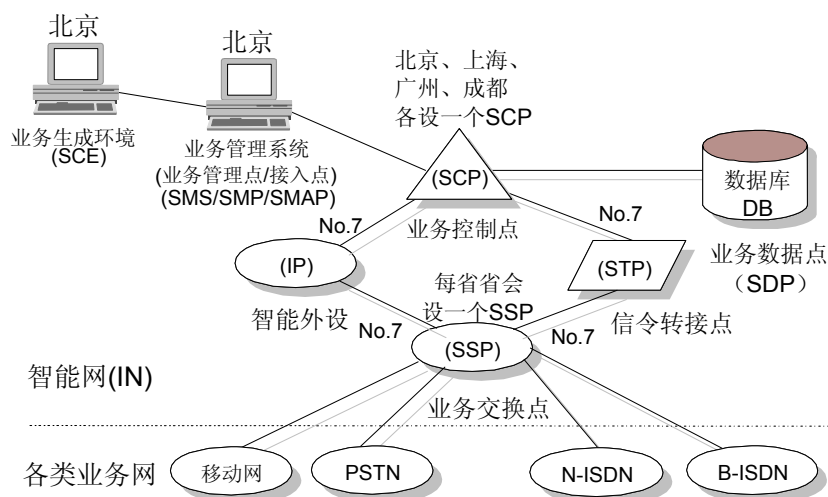 北京
北京
北京、上海、
广州、成都
各设一个SCP
业务生成环境
(SCE)
业务管理系统
(业务管理点/接入点)
(SMS/SMP/SMAP)
(SCP)
数据库
DB
No.7
业务控制点
No.7
业务数据点
（SDP）
(IP)
(STP)
每省省会
设一个SSP
智能外设
No.7
(SSP)
No.7
信令转接点
智能网(IN)
业务交换点
各类业务网
移动网
PSTN
N-ISDN
B-ISDN